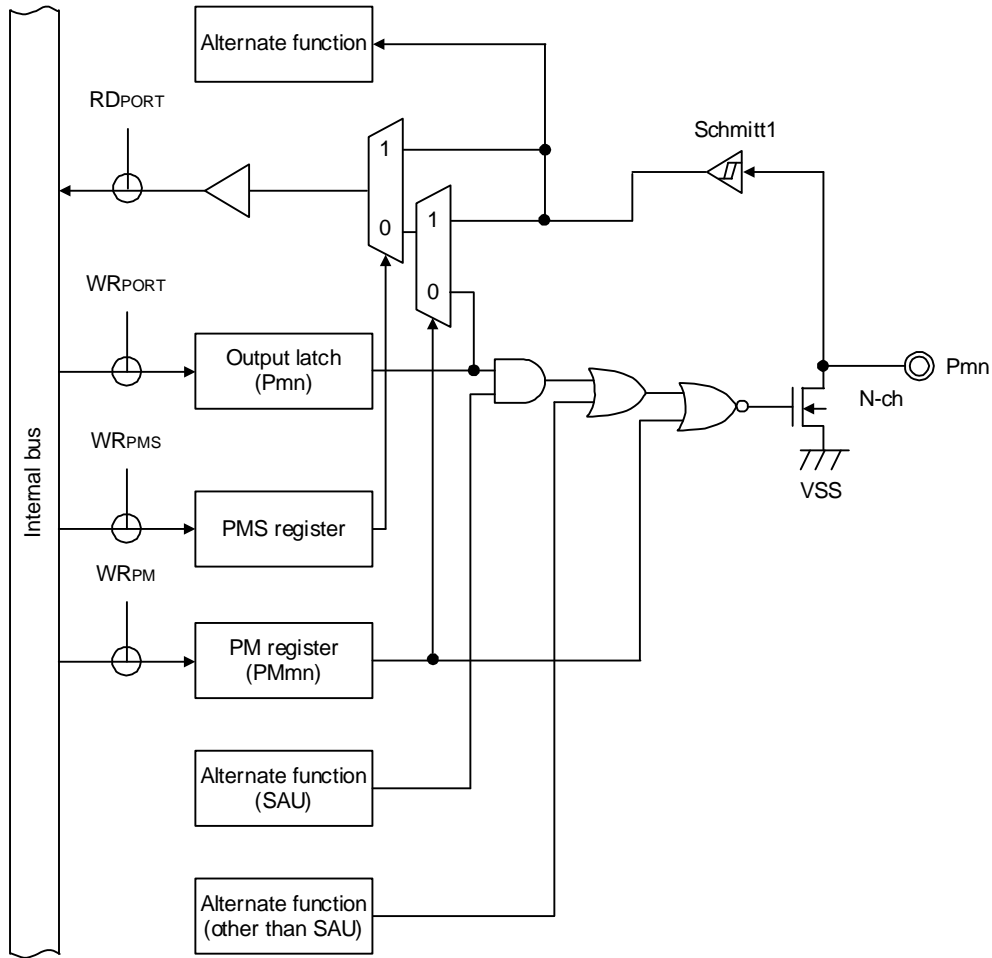 Alternate function
RDPORT
Schmitt1
1
0
1
0
WRPORT
Output latch
(Pmn)
Pmn
N-ch
VSS
WRPMS
PMS register
Internal bus
WRPM
PM register
(PMmn)
Alternate function
(SAU)
Alternate function
(other than SAU)